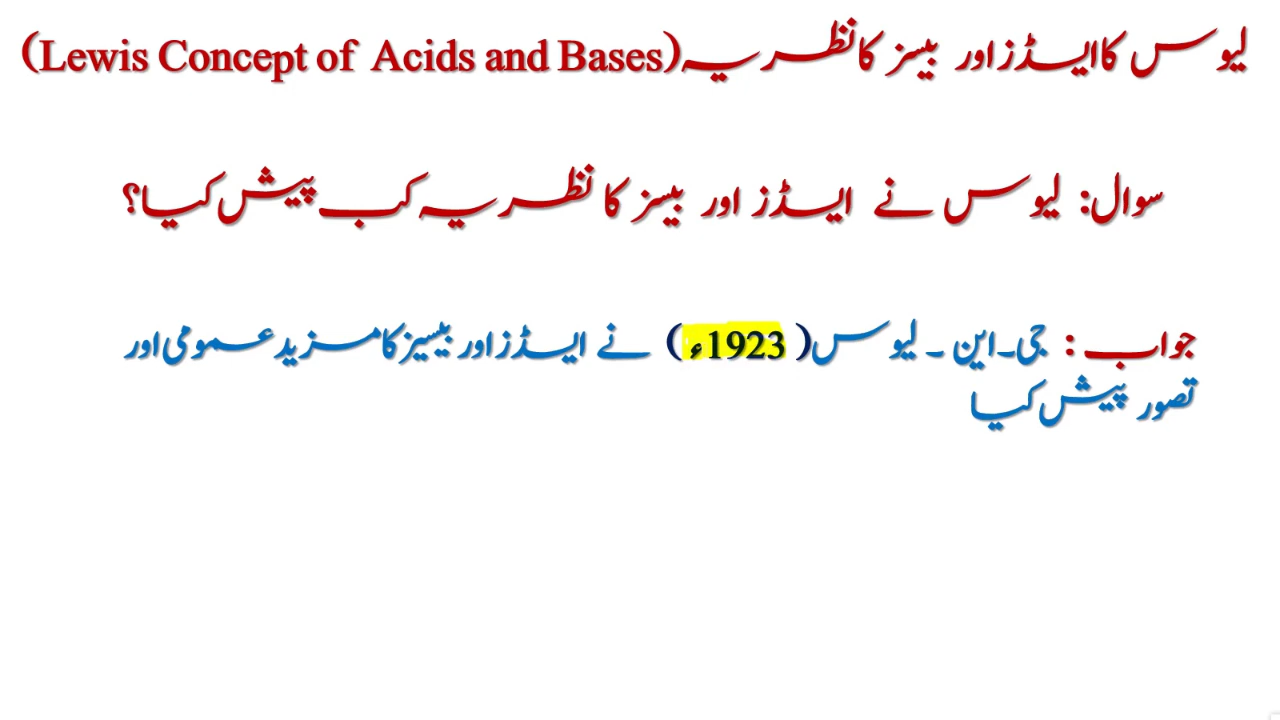 لیوس کا ایسڈز اور بیسز کا نظریہ (Lewis Concept of Acids and Bases)
سوال: لیوس نے ایسڈز اور بیسز کا نظریہ کب پیش کیا؟
جواب : جی۔این ۔ لیوس( 1923ء ) نے ایسڈز اور بیسیز کا مزید عمومی اور
تصور پیش کیا